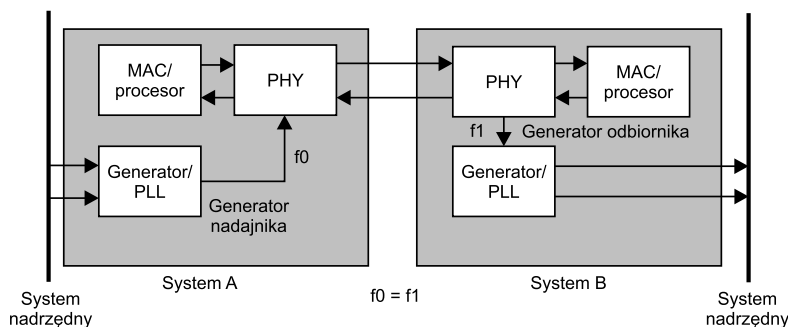 MAC/
procesor
PHY
PHY
MAC/
procesor
f0
f1
Generator odbiornika
Generator/
PLL
Generator
nadajnika
Generator/
PLL
System A
System B
System
nadrzędny
f0 = f1
System
nadrzędny